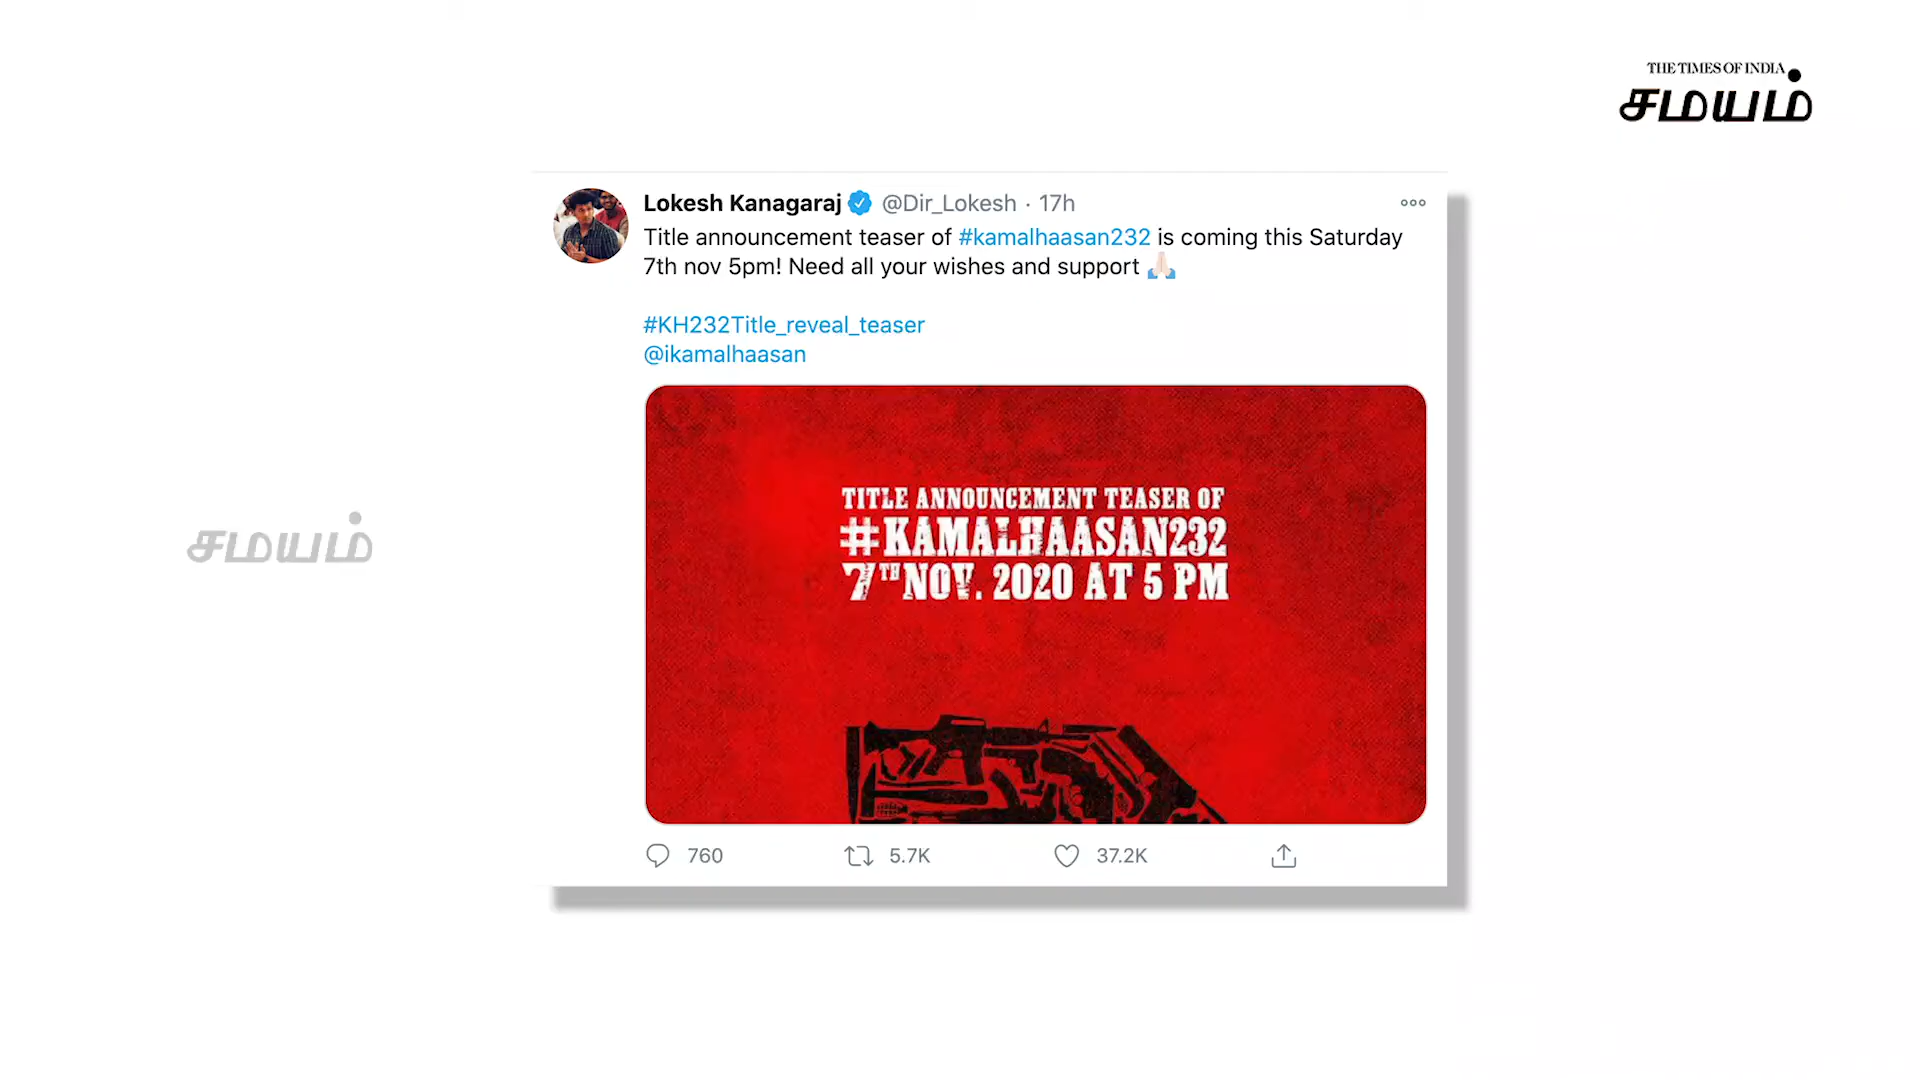 THE TIMES OF INDIA
சமயம்
Lokesh Kanagaraj @Dir_Lokesh · 17h
Title announcement teaser of #kamalhaasan232 is coming this Saturday
7th nov 5pm! Need all your wishes and support 🙏🏻
#KH232Title_reveal_teaser
@ikamalhaasan
TITLE ANNOUNCEMENT TEASER OF
#KAMALHAASAN232
7TH NOV. 2020 AT 5 PM
சமயம்
760 5.7K 37.2K